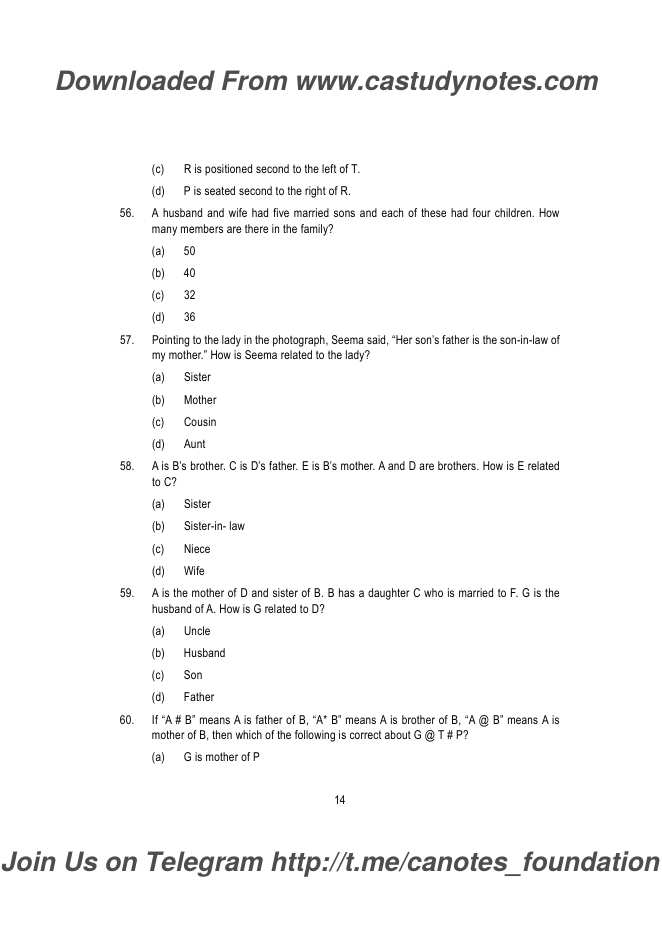 Downloaded From www.castudynotes.com
(c) R is positioned second to the left of T.
(d) P is seated second to the right of R.
56. A husband and wife had five married sons and each of these had four children. How
many members are there in the family?
(a) 50
(b) 40
(c) 32
(d) 36
57. Pointing to the lady in the photograph, Seema said, “Her son’s father is the son-in-law of
my mother.” How is Seema related to the lady?
(a) Sister
(b) Mother
(c) Cousin
(d) Aunt
58. A is B’s brother. C is D’s father. E is B’s mother. A and D are brothers. How is E related
to C?
(a) Sister
(b) Sister-in- law
(c) Niece
(d) Wife
59. A is the mother of D and sister of B. B has a daughter C who is married to F. G is the
husband of A. How is G related to D?
(a) Uncle
(b) Husband
(c) Son
(d) Father
60. If “A # B” means A is father of B, “A* B” means A is brother of B, “A @ B” means A is
mother of B, then which of the following is correct about G @ T # P?
(a) G is mother of P
14
Join Us on Telegram http://t.me/canotes_foundation